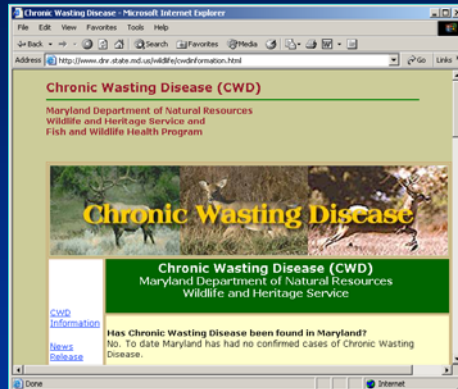 Chronic Wasting Disease - Microsoft Internet Explorer
File Edit View Favorites Tools Help
Back Search Favorites Media
Address http://www.dnr.state.md.us/wildlife/cwdinformation.html Go Links
Chronic Wasting Disease (CWD)
Maryland Department of Natural Resources
Wildlife and Heritage Service and
Fish and Wildlife Health Program
Chronic Wasting Disease
Chronic Wasting Disease (CWD)
Maryland Department of Natural Resources
Wildlife and Heritage Service
CWD
Information
News
Release
Has Chronic Wasting Disease been found in Maryland?
No. To date Maryland has had no confirmed cases of Chronic Wasting
Disease.
Done Internet